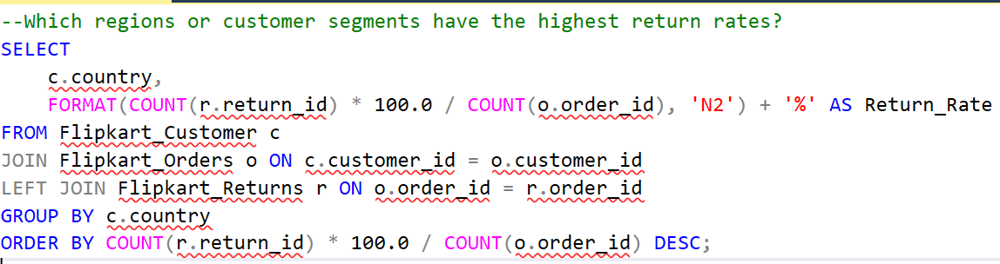 --Which regions or customer segments have the highest return rates?
SELECT
    c.country,
    FORMAT(COUNT(r.return_id) * 100.0 / COUNT(o.order_id), 'N2') + '%' AS Return_Rate
FROM Flipkart_Customer c
JOIN Flipkart_Orders o ON c.customer_id = o.customer_id
LEFT JOIN Flipkart_Returns r ON o.order_id = r.order_id
GROUP BY c.country
ORDER BY COUNT(r.return_id) * 100.0 / COUNT(o.order_id) DESC;